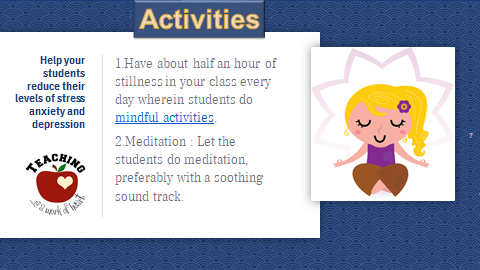 Activities
Help your
students
reduce their
levels of stress
anxiety and
depression
1.Have about half an hour of
stillness in your class every
day wherein students do
mindful activities.
2.Meditation : Let the
students do meditation,
preferably with a soothing
sound track.
TEACHING
...is a work of heart
7